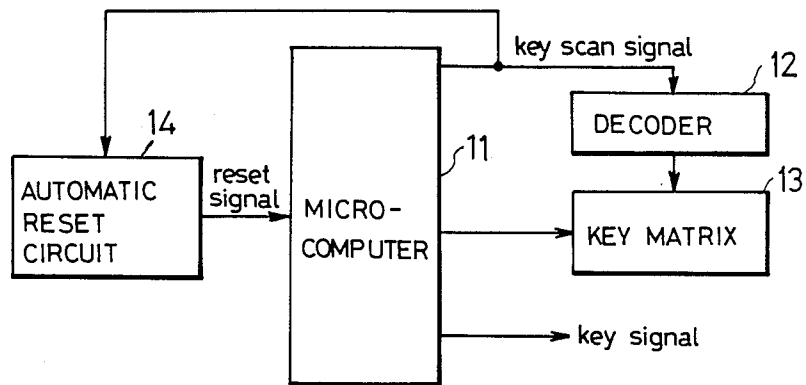 key scan signal
12
DECODER
14
AUTOMATIC
RESET
CIRCUIT
reset
signal
11
MICRO-
COMPUTER
13
KEY MATRIX
key signal